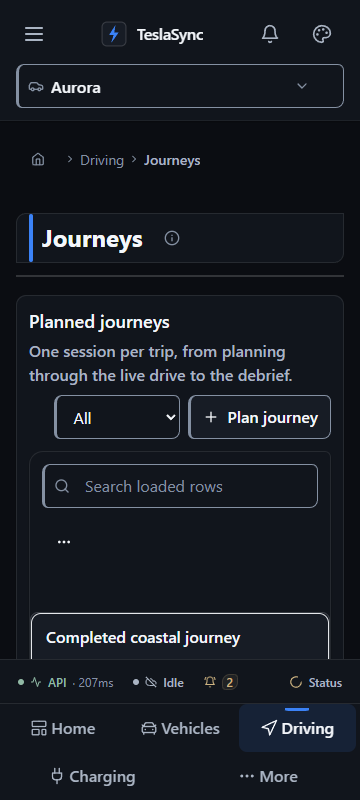 TeslaSync
Aurora
Driving
Journeys
Journeys
Planned journeys
One session per trip, from planning
through the live drive to the debrief.
All
Plan journey
Search loaded rows
...
Completed coastal journey
API · 207ms
Idle
2
Status
Home
Vehicles
Driving
Charging
More